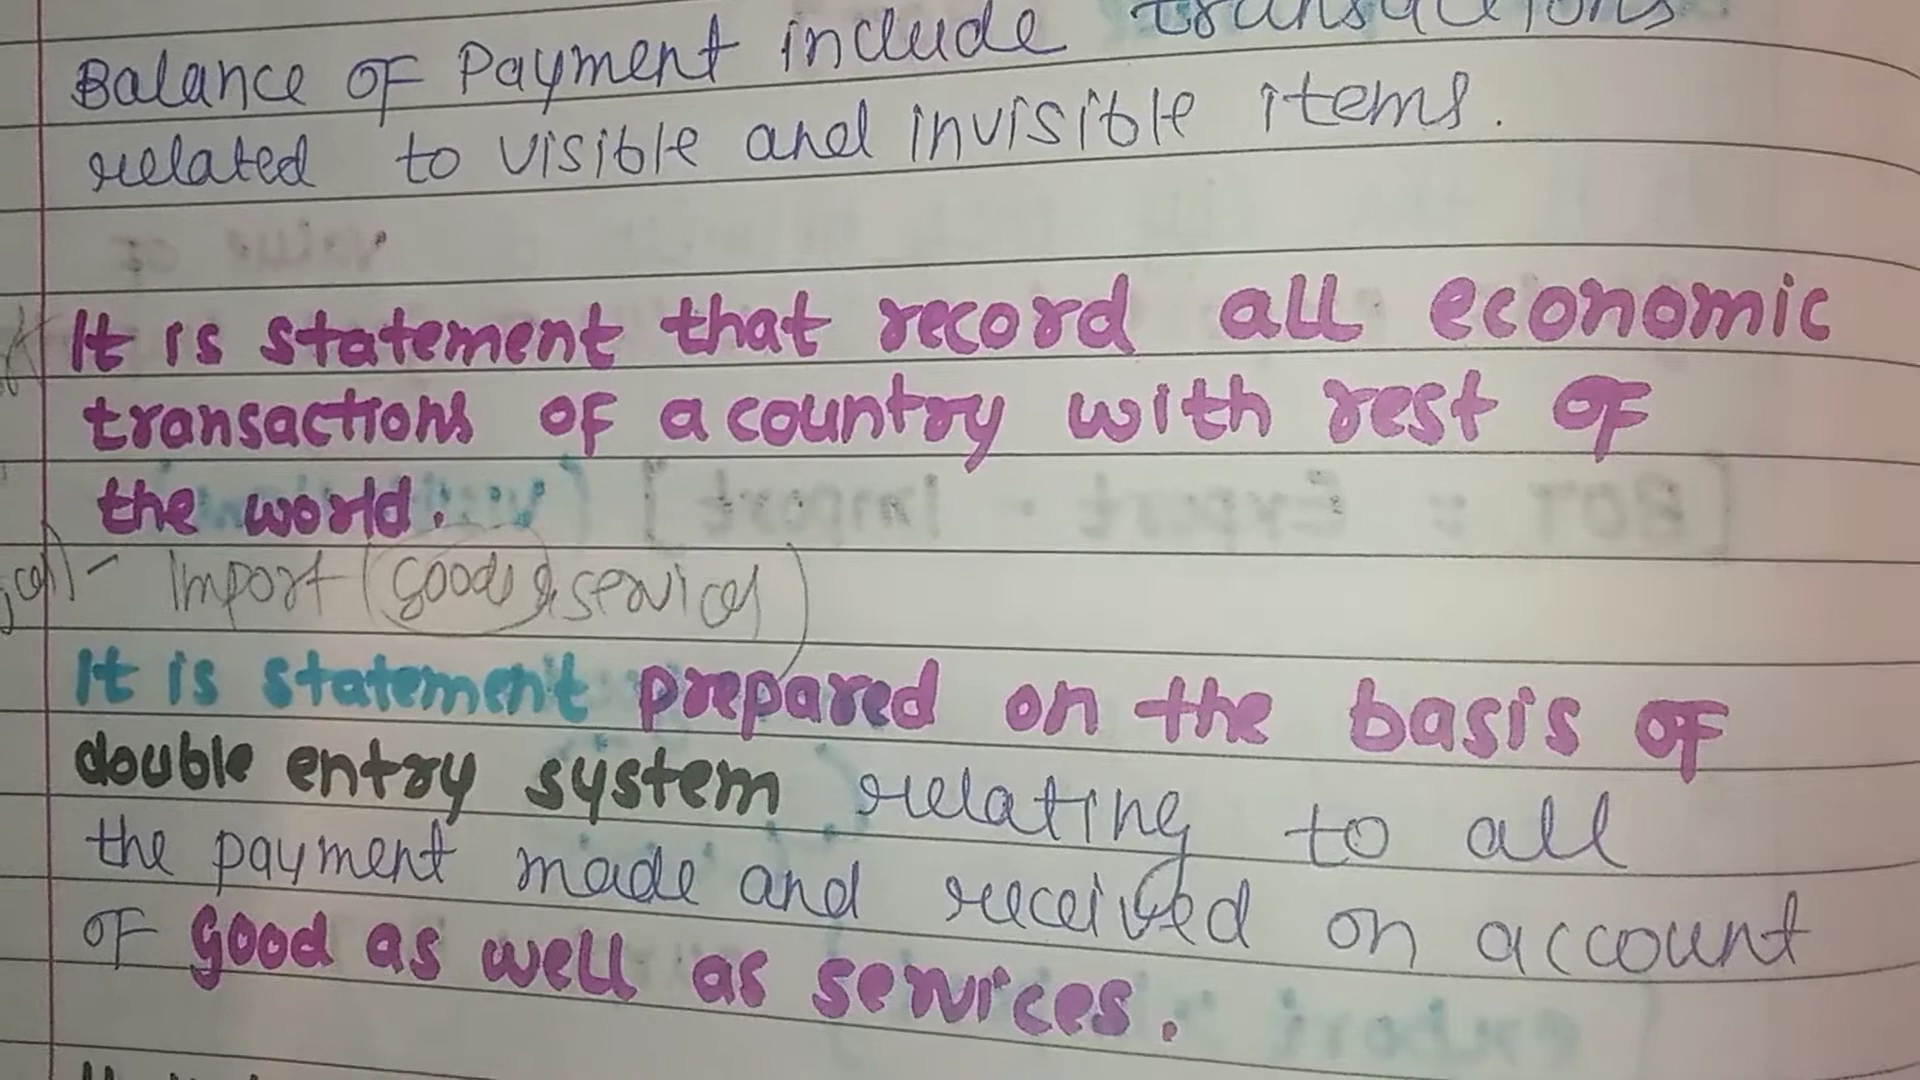 Balance OF Payment include transactions
related to visible and invisible items.
It is statement that record all economic
transactions of a country with rest of
the world.
- Import (goods & services)
It is statement prepared on the basis of
double entry system relating to all
the payment made and received on account
of good as well as services.